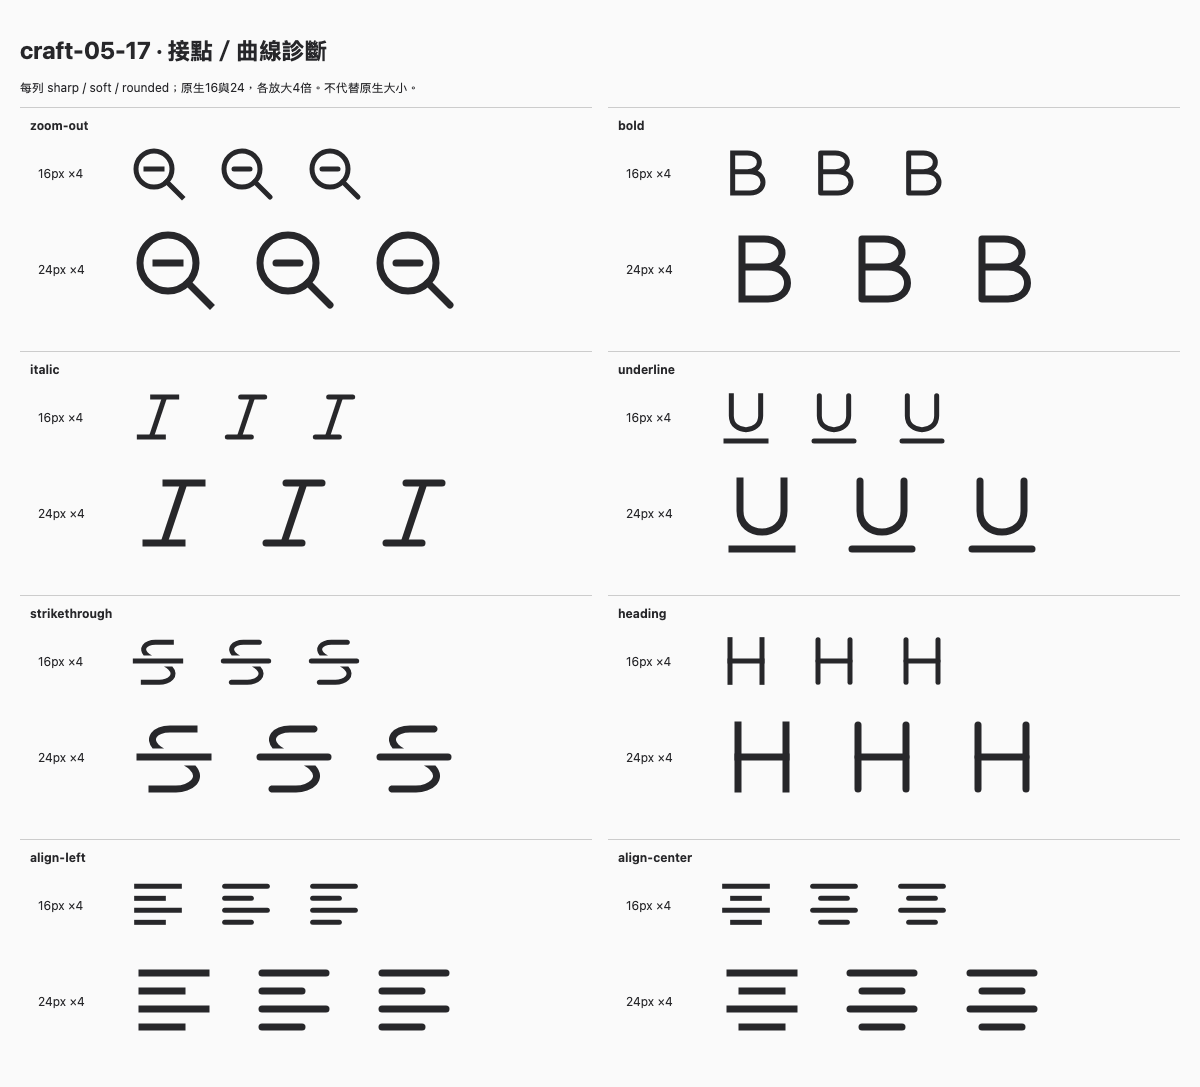 craft-05-17 · 接點 / 曲線診斷
每列 sharp / soft / rounded；原生16與24，各放大4倍。不代替原生大小。
zoom-out
16px ×4
24px ×4
bold
16px ×4
24px ×4
italic
16px ×4
24px ×4
underline
16px ×4
24px ×4
strikethrough
16px ×4
24px ×4
heading
16px ×4
24px ×4
align-left
16px ×4
24px ×4
align-center
16px ×4
24px ×4